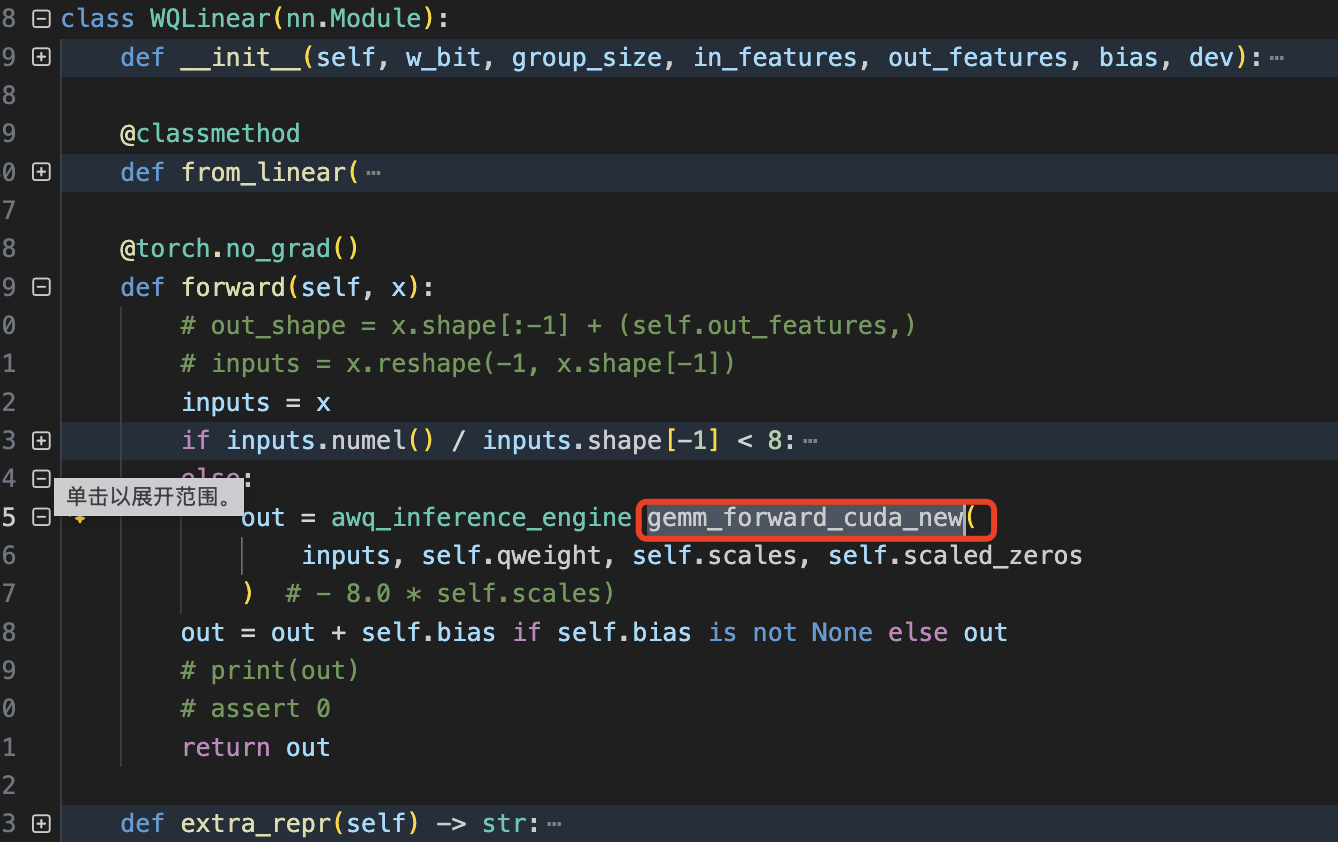 8 class WQLinear(nn.Module):
9 def __init__(self, w_bit, group_size, in_features, out_features, bias, dev):…
8
9 @classmethod
0 def from_linear(…
7
8 @torch.no_grad()
9 def forward(self, x):
0 # out_shape = x.shape[:-1] + (self.out_features,)
1 # inputs = x.reshape(-1, x.shape[-1])
2 inputs = x
3 if inputs.numel() / inputs.shape[-1] < 8:…
4 else:
单击以展开范围。
5 out = awq_inference_engine.gemm_forward_cuda_new(
6 inputs, self.qweight, self.scales, self.scaled_zeros
7 ) # - 8.0 * self.scales)
8 out = out + self.bias if self.bias is not None else out
9 # print(out)
0 # assert 0
1 return out
2
3 def extra_repr(self) -> str:…